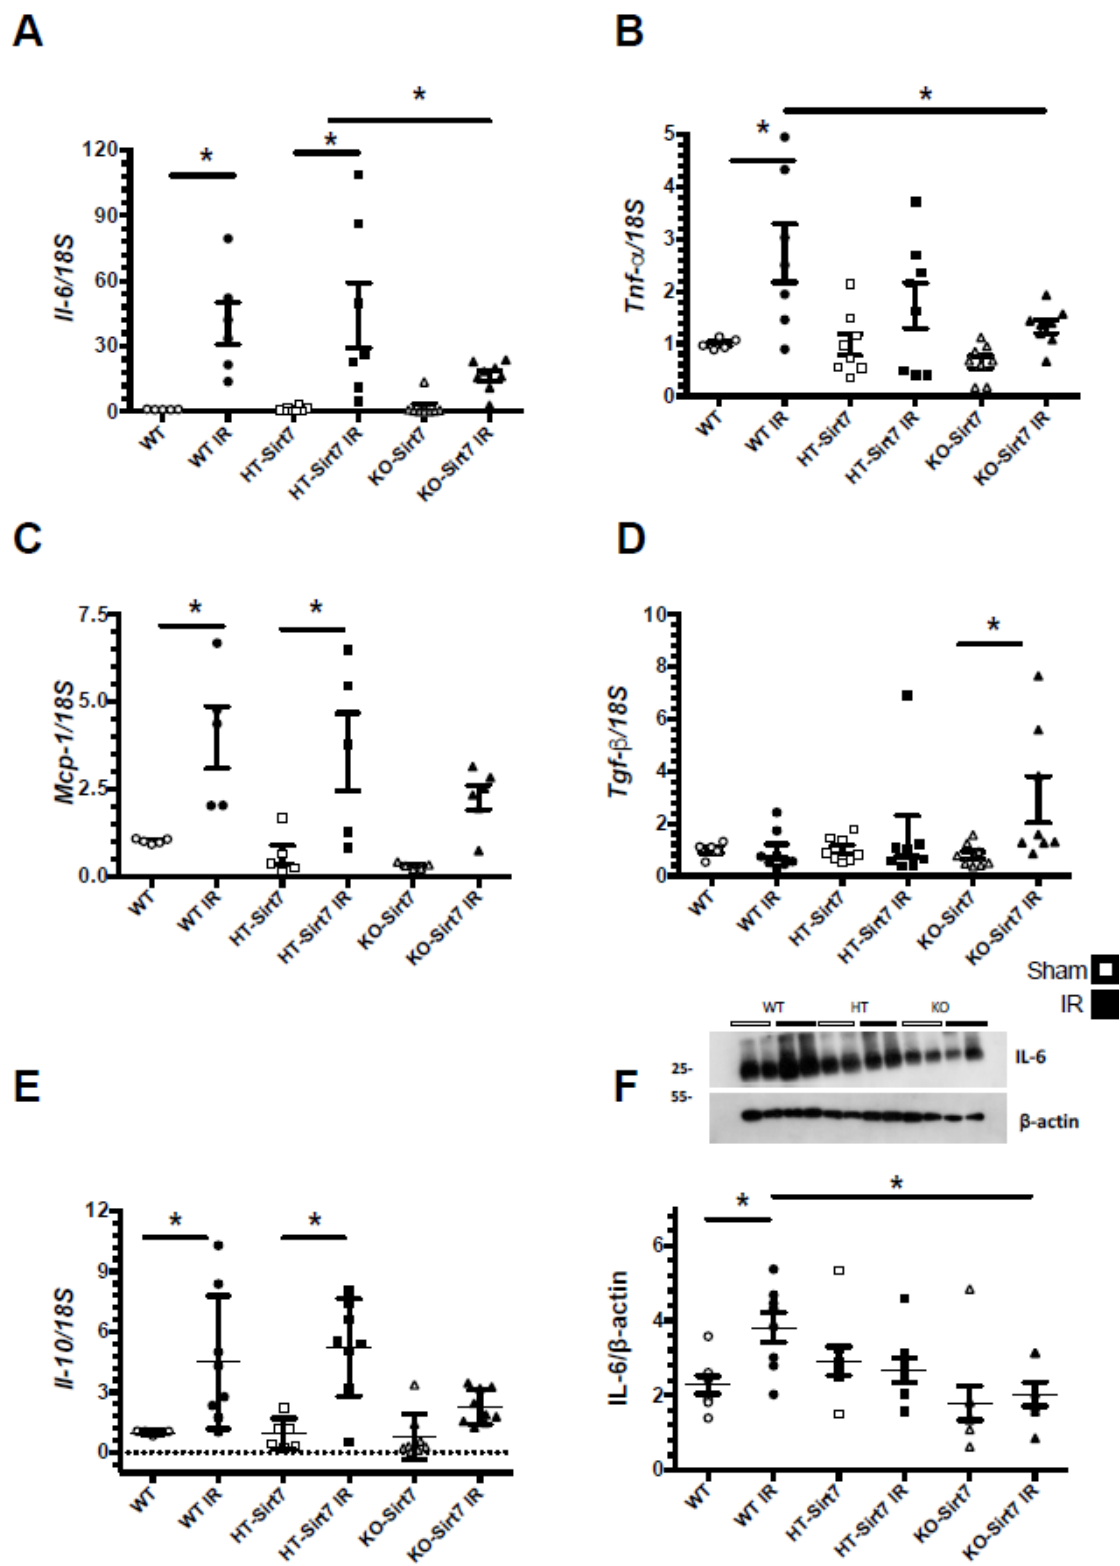 A
*
*
*
120
90
60
30
0
Il-6/18S
WT
WT IR
HT-Sirt7
HT-Sirt7 IR
KO-Sirt7
KO-Sirt7 IR
B
*
*
5
4
3
2
1
0
Tnf-α/18S
WT
WT IR
HT-Sirt7
HT-Sirt7 IR
KO-Sirt7
KO-Sirt7 IR
C
*
*
7.5
5.0
2.5
0.0
Mcp-1/18S
WT
WT IR
HT-Sirt7
HT-Sirt7 IR
KO-Sirt7
KO-Sirt7 IR
D
*
10
8
6
4
2
0
Tgf-β/18S
WT
WT IR
HT-Sirt7
HT-Sirt7 IR
KO-Sirt7
KO-Sirt7 IR
Sham
IR
E
*
*
12
9
6
3
0
Il-10/18S
WT
WT IR
HT-Sirt7
HT-Sirt7 IR
KO-Sirt7
KO-Sirt7 IR
F
WT HT KO
25-
IL-6
55-
β-actin
*
*
6
4
2
0
IL-6/β-actin
WT
WT IR
HT-Sirt7
HT-Sirt7 IR
KO-Sirt7
KO-Sirt7 IR